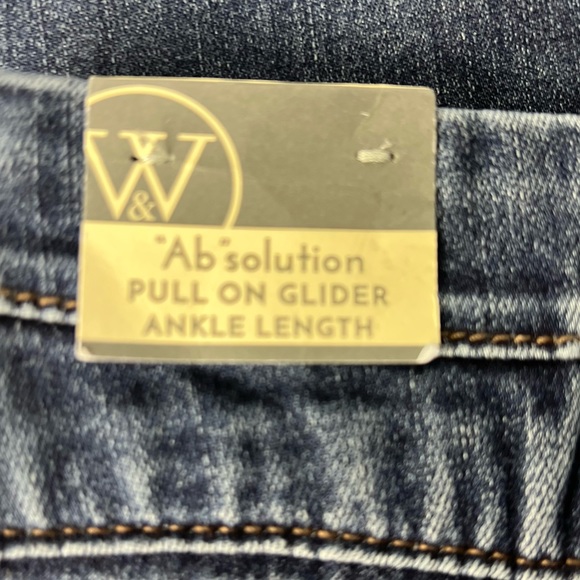 W&W
"Ab"solution
PULL ON GLIDER
ANKLE LENGTH